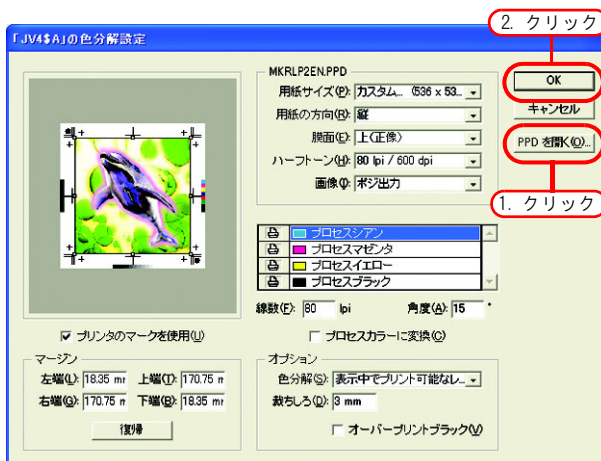 2. クリック
「JV4$A」の色分解設定
MKRLP2EN.PPD
用紙サイズ(P): カスタム... (536 x 53...
用紙の方向(R): 縦
膜面(E): 上(正像)
ハーフトーン(H): 80 lpi / 600 dpi
画像(I): ポジ出力
OK
キャンセル
PPD を開く(O)...
1. クリック
プロセスシアン
プロセスマゼンタ
プロセスイエロー
プロセスブラック
線数(F): 80 lpi 角度(A): 15 °
プリンタのマークを使用(U)
プロセスカラーに変換(C)
マージン
左端(L): 18.35 mr 上端(T): 170.75 r
右端(G): 170.75 r 下端(B): 18.35 mr
復帰
オプション
色分解(S): 表示中でプリント可能なレ...
裁ちしろ(D): 3 mm
オーバープリントブラック(V)